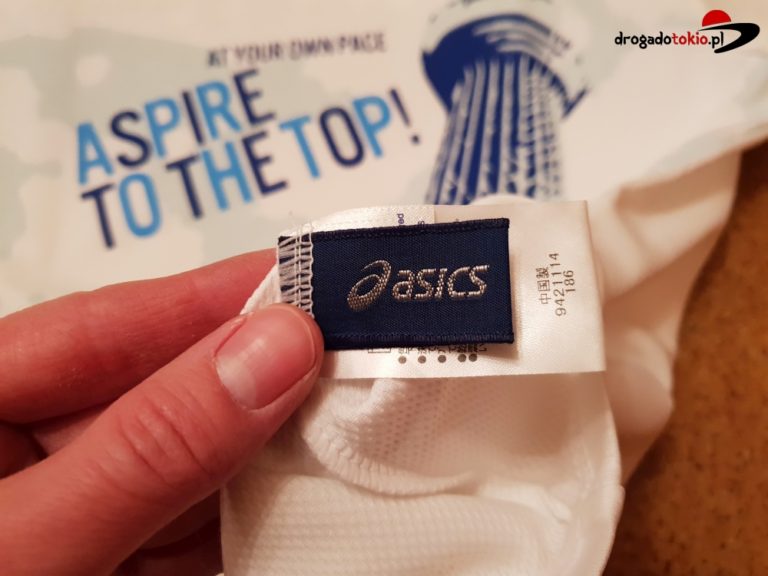 drogadotokio.pl
AT YOUR OWN PACE
ASPIRE
TO THE TOP!
asics
中国製
9421114
186